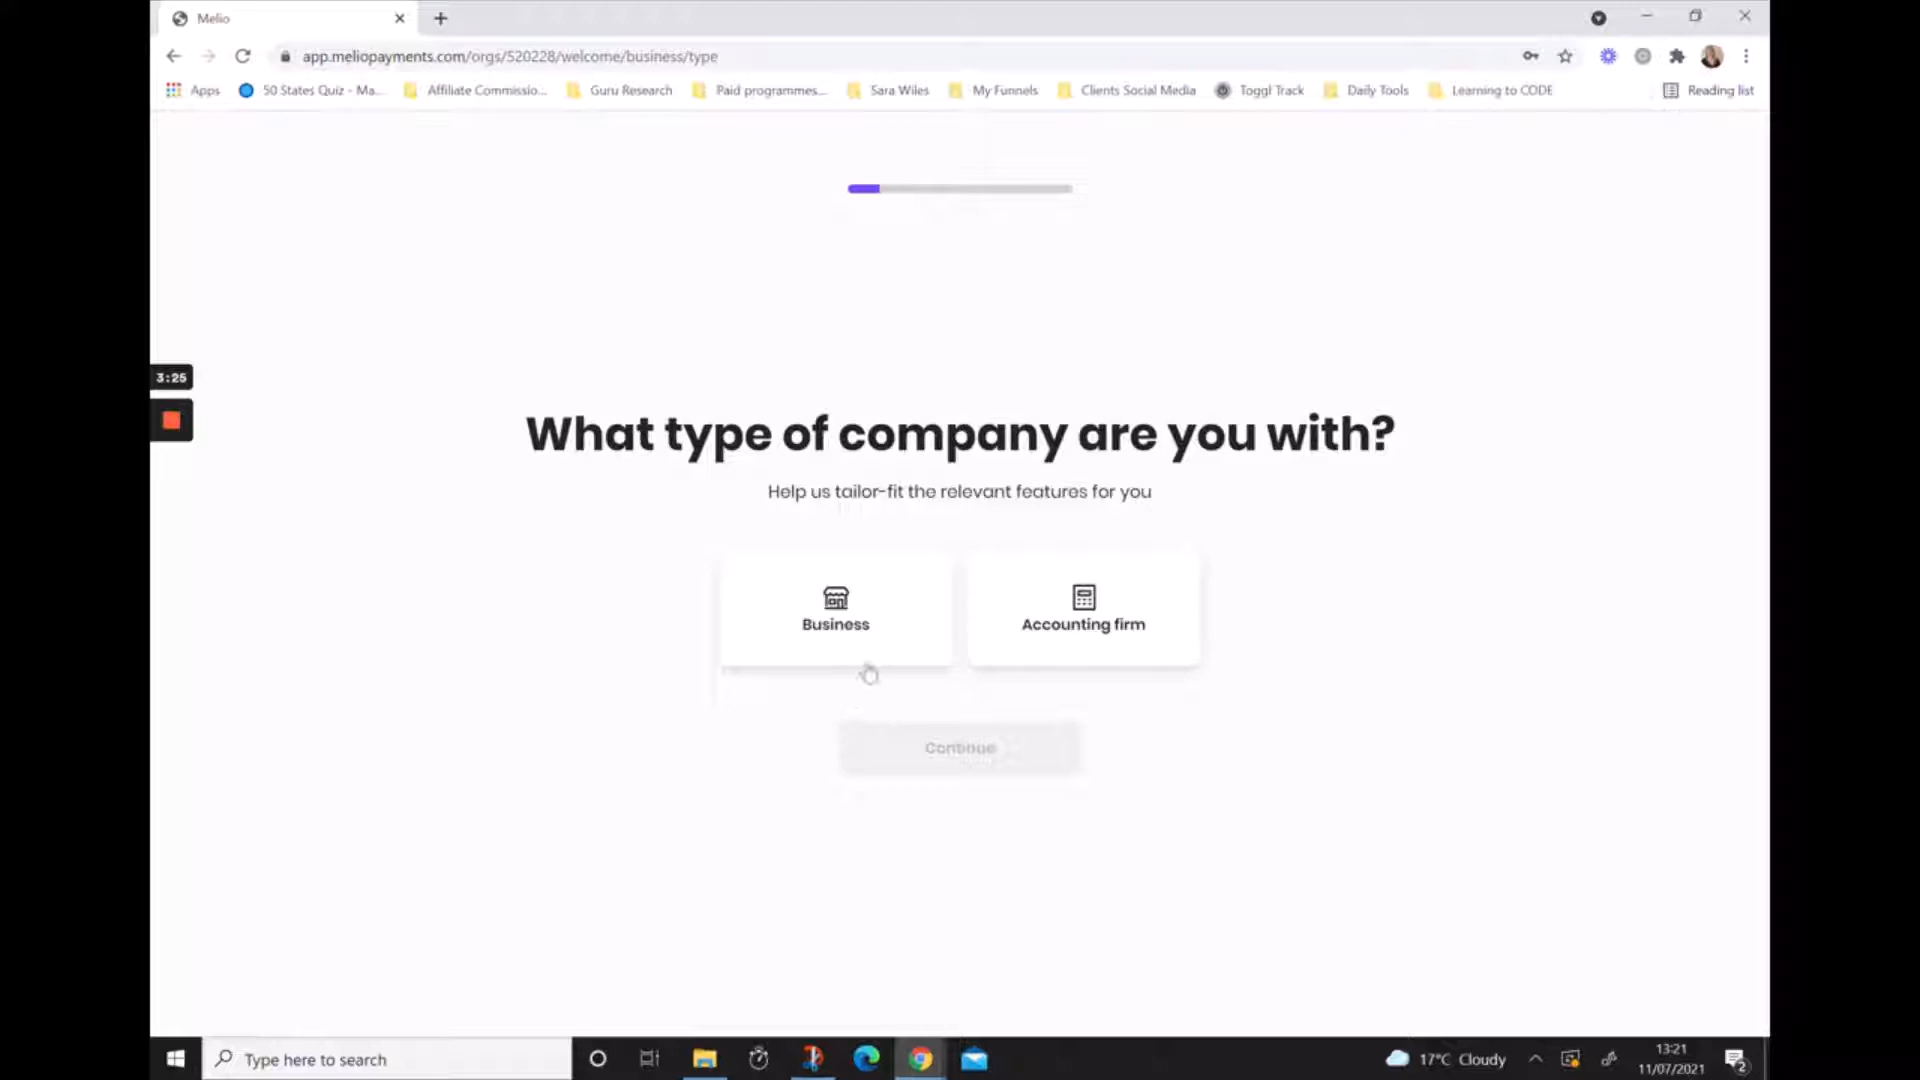 Melio
app.meliopayments.com/orgs/520228/welcome/business/type
Apps 50 States Quiz - Ma... Affiliate Commissio... Guru Research Paid programmes... Sara Wiles My Funnels Clients Social Media Toggl Track Daily Tools Learning to CODE Reading list
3:25
What type of company are you with?
Help us tailor-fit the relevant features for you
Business Accounting firm
Continue
Type here to search
17°C Cloudy
13:21
11/07/2021
2